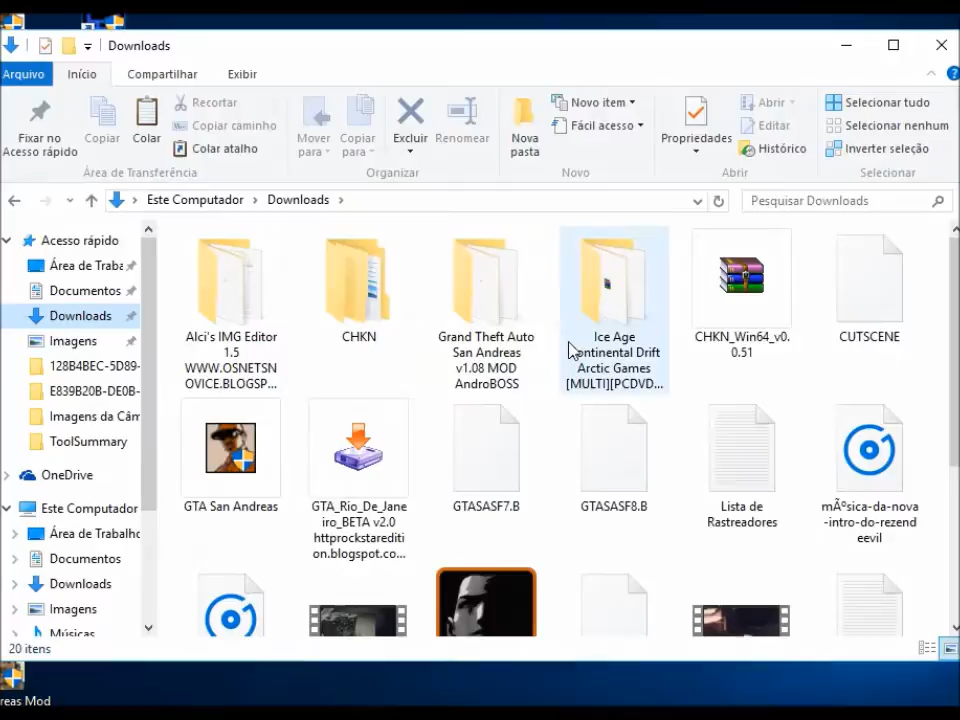 Downloads
Arquivo
Início
Compartilhar
Exibir
Fixar no
Acesso rápido
Copiar
Colar
Recortar
Copiar caminho
Colar atalho
Área de Transferência
Mover
para
Copiar
para
Excluir
Renomear
Organizar
Nova
pasta
Novo item
Fácil acesso
Novo
Propriedades
Abrir
Editar
Histórico
Abrir
Selecionar tudo
Selecionar nenhum
Inverter seleção
Selecionar
Este Computador
Downloads
Pesquisar Downloads
Acesso rápido
Área de Traba
Documentos
Downloads
Imagens
128B4BEC-5D89-
E839B20B-DE0B-
Imagens da Câm
ToolSummary
OneDrive
Este Computador
Área de Trabalho
Documentos
Downloads
Imagens
Músicas
Alci's IMG Editor
1.5
WWW.OSNETSN
OVICE.BLOGSP...
CHKN
Grand Theft Auto
San Andreas
v1.08 MOD
AndroBOSS
Ice Age
Continental Drift
Arctic Games
[MULTI][PCDVD...
CHKN_Win64_v0.
0.51
CUTSCENE
GTA San Andreas
GTA_Rio_De_Jane
iro_BETA v2.0
httprockstarediti
on.blogspot.co...
GTASASF7.B
GTASASF8.B
Lista de
Rastreadores
mÃºsica-da-nova
-intro-do-rezend
eevil
20 itens
reas Mod